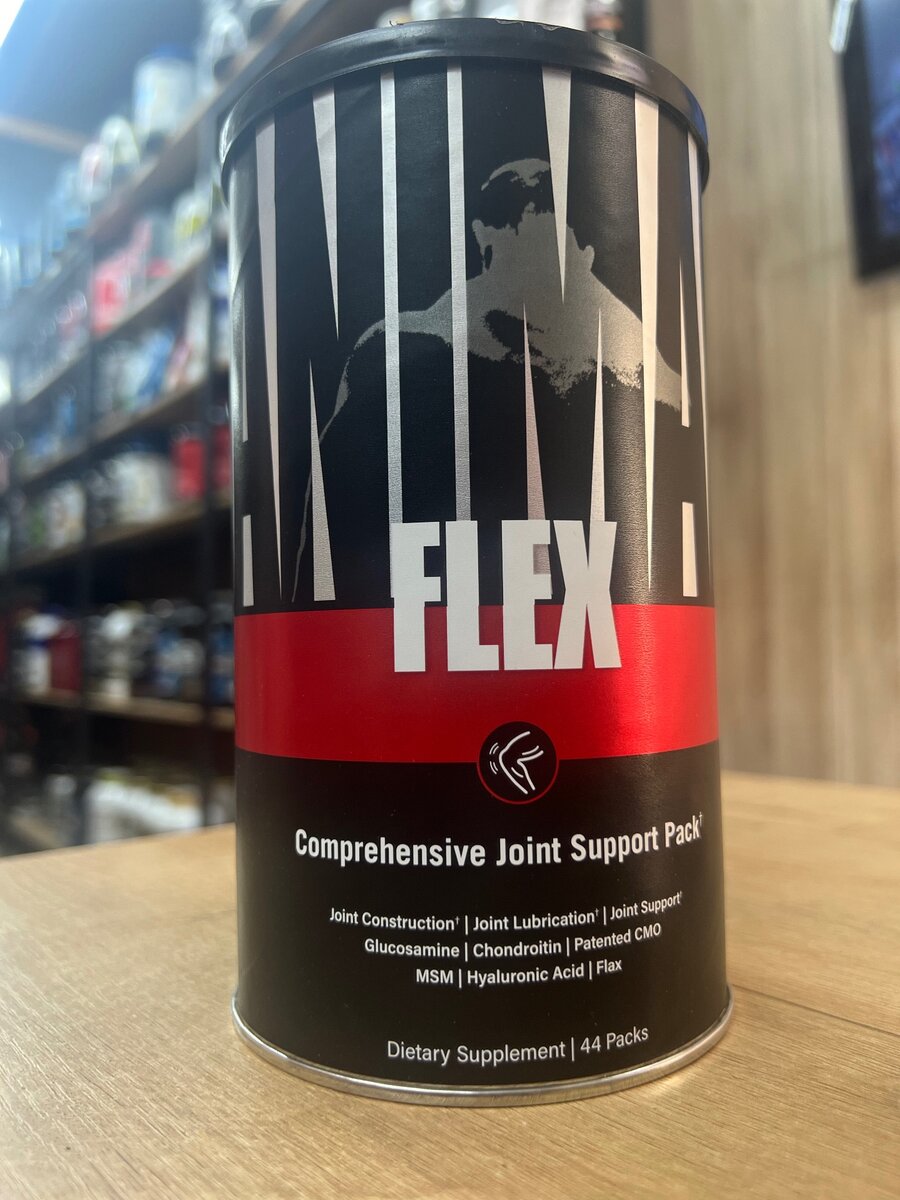 ANIMA
FLEX
Comprehensive Joint Support Pack†
Joint Construction† | Joint Lubrication† | Joint Support†
Glucosamine | Chondroitin | Patented CMO
MSM | Hyaluronic Acid | Flax
Dietary Supplement | 44 Packs